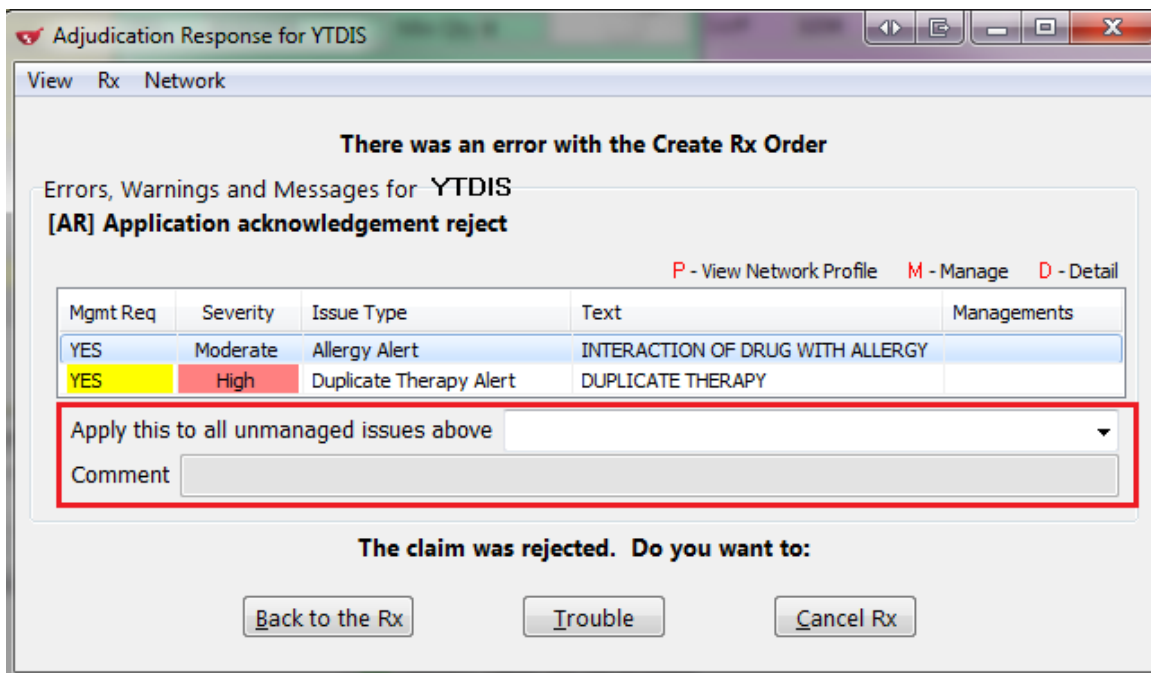 Adjudication Response for YTDIS
View Rx Network
There was an error with the Create Rx Order
Errors, Warnings and Messages for YTDIS
[AR] Application acknowledgement reject
P - View Network Profile M - Manage D - Detail
Mgmt Req Severity Issue Type Text Managements
YES Moderate Allergy Alert INTERACTION OF DRUG WITH ALLERGY
YES High Duplicate Therapy Alert DUPLICATE THERAPY
Apply this to all unmanaged issues above
Comment
The claim was rejected. Do you want to:
Back to the Rx Trouble Cancel Rx